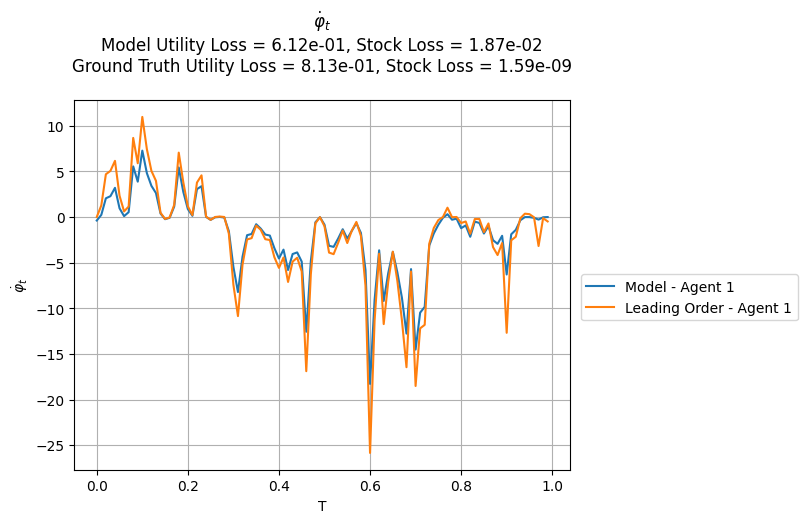 φ̇ₜ
Model Utility Loss = 6.12e-01, Stock Loss = 1.87e-02
Ground Truth Utility Loss = 8.13e-01, Stock Loss = 1.59e-09
10
5
0
−5
−10
−15
−20
−25
φ̇ₜ
0.0 0.2 0.4 0.6 0.8 1.0
T
Model - Agent 1
Leading Order - Agent 1